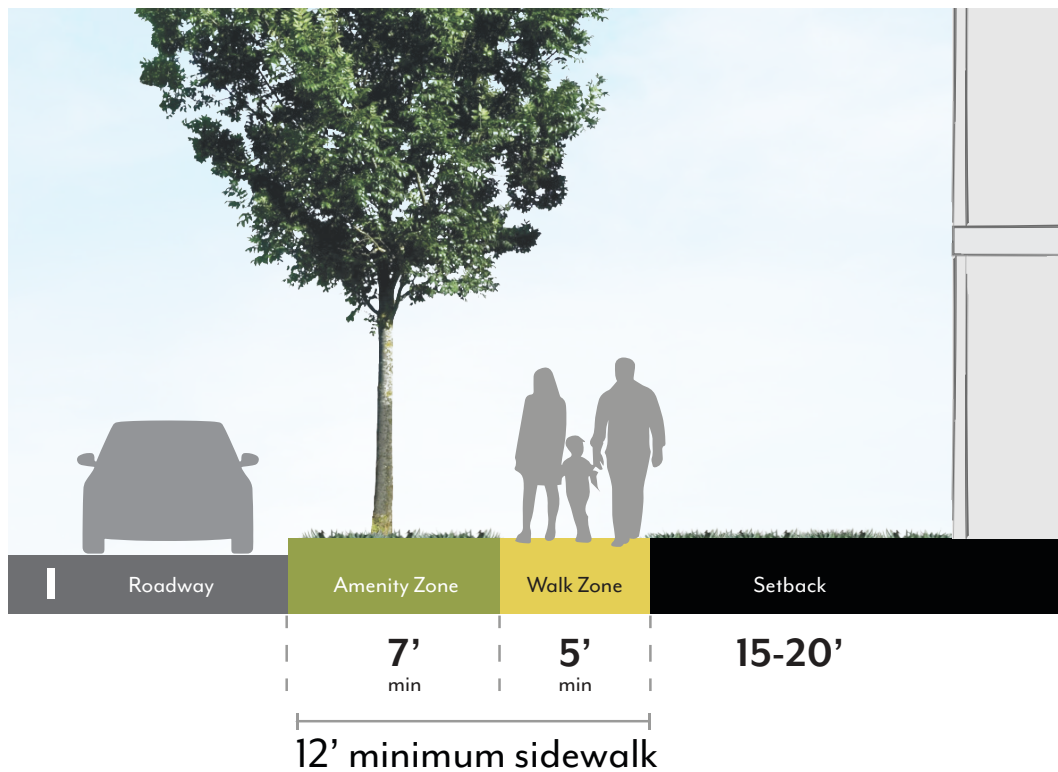 Roadway
Amenity Zone
Walk Zone
Setback
7’
min
5’
min
15-20’
12’ minimum sidewalk